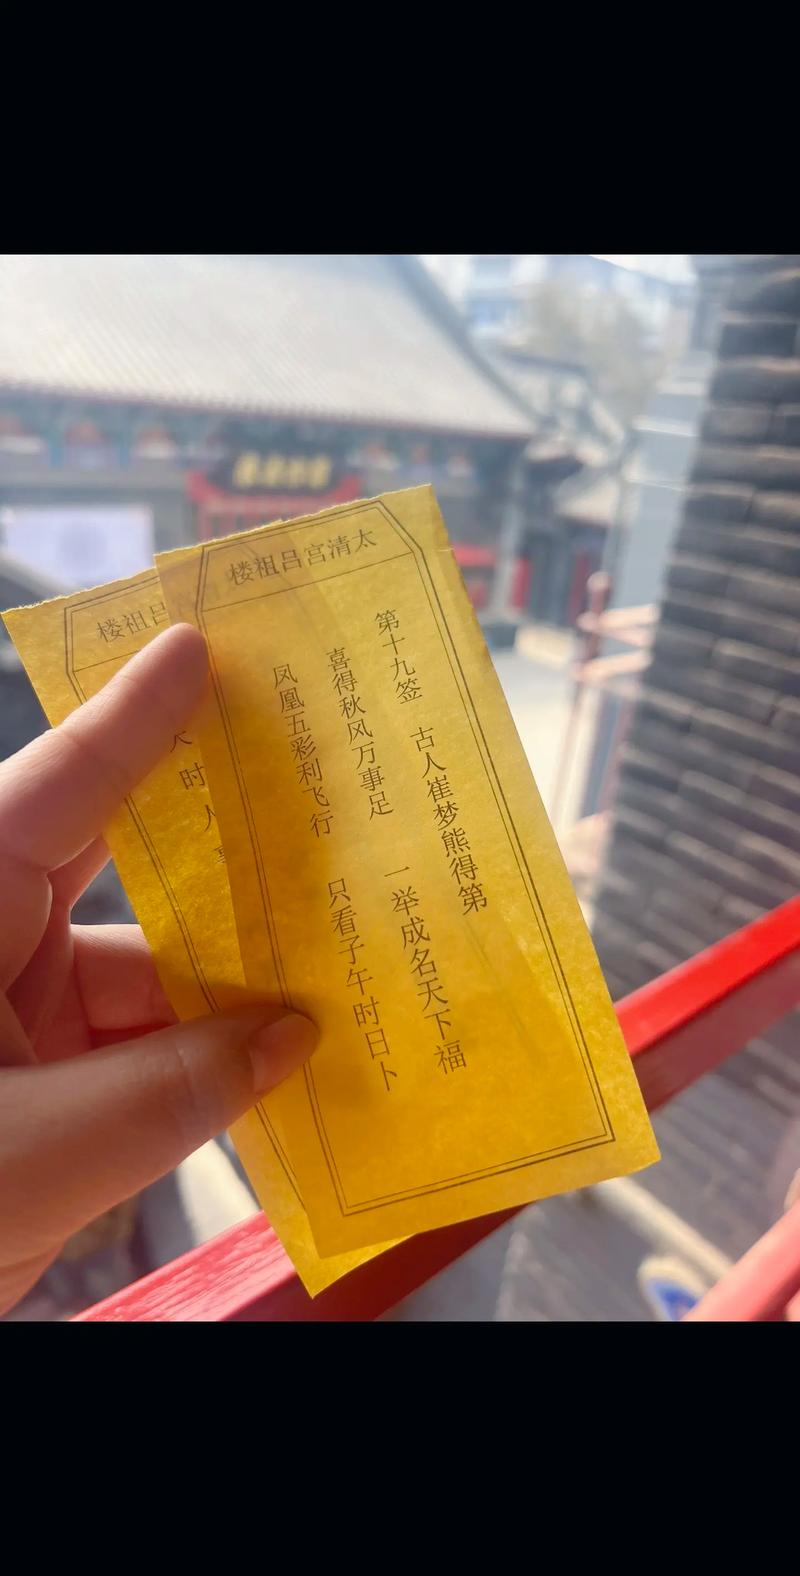 太清宫吕祖楼
第十九签 古人崔梦熊得第
喜得秋风万事足 一举成名天下福
凤凰五彩利飞行 只看子午时日卜
吕祖楼
时人